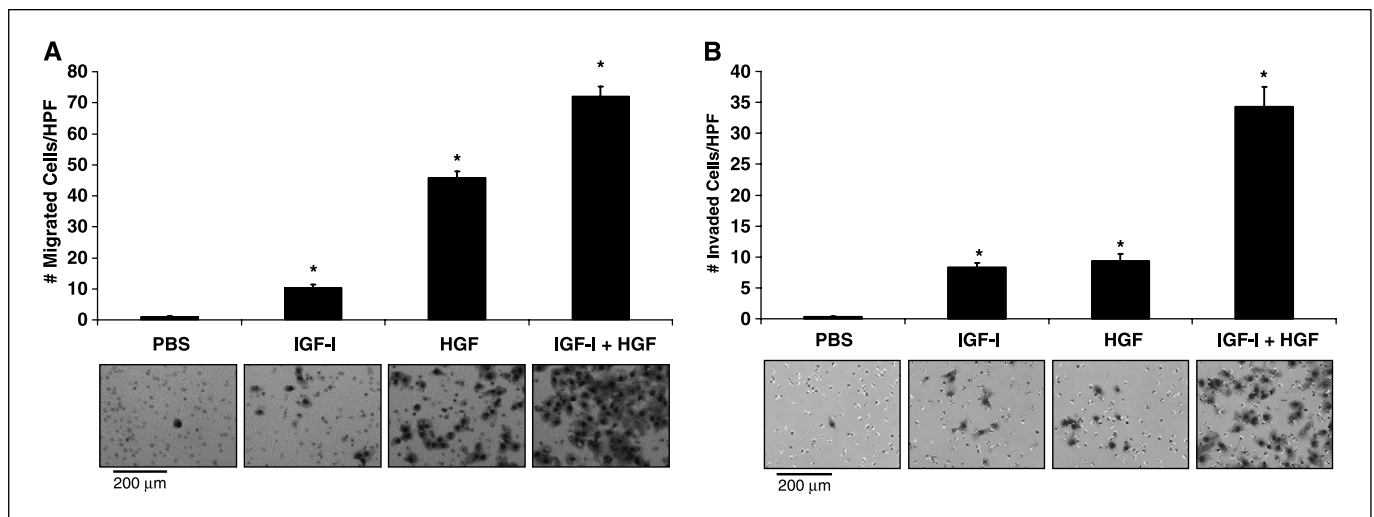 A
# Migrated Cells/HPF
80
70
60
50
40
30
20
10
0
*
*
*
PBS
IGF-I
HGF
IGF-I + HGF
200 μm
B
# Invaded Cells/HPF
40
35
30
25
20
15
10
5
0
*
*
*
PBS
IGF-I
HGF
IGF-I + HGF
200 μm